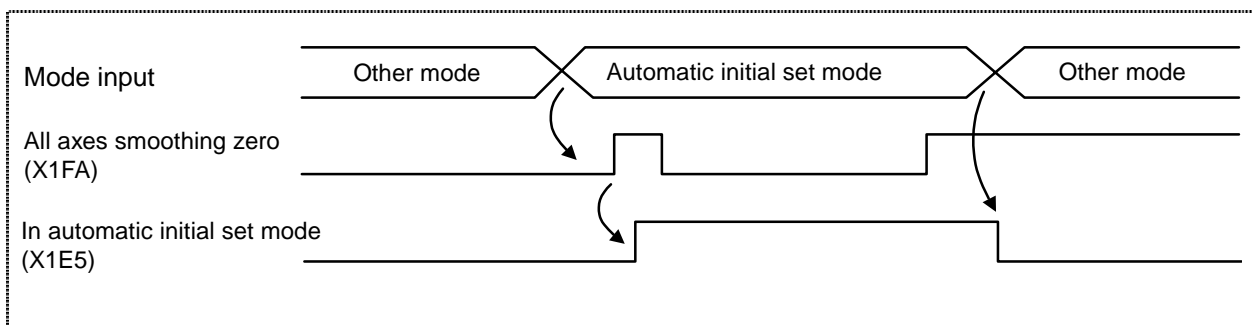 Mode input
Other mode
Automatic initial set mode
Other mode
All axes smoothing zero
(X1FA)
In automatic initial set mode
(X1E5)